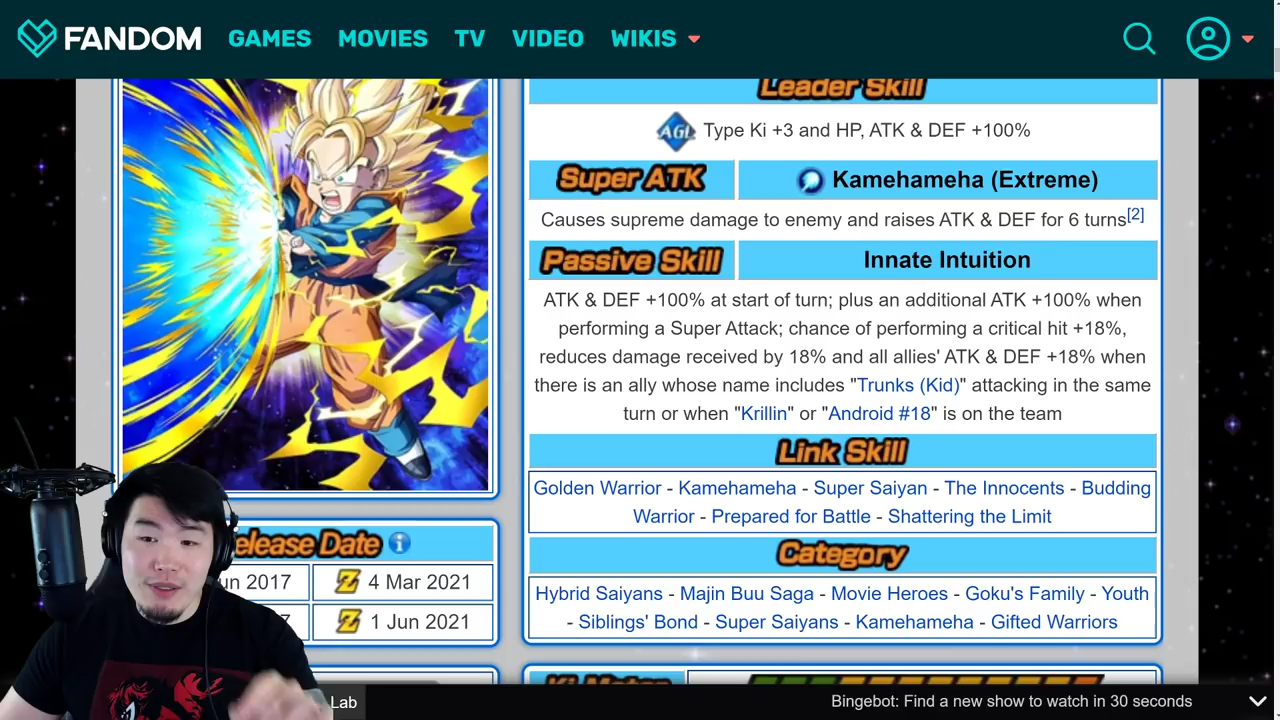 FANDOM GAMES MOVIES TV VIDEO WIKIS
Leader Skill
AGL Type Ki +3 and HP, ATK & DEF +100%
Super ATK Kamehameha (Extreme)
Causes supreme damage to enemy and raises ATK & DEF for 6 turns[2]
Passive Skill Innate Intuition
ATK & DEF +100% at start of turn; plus an additional ATK +100% when
performing a Super Attack; chance of performing a critical hit +18%,
reduces damage received by 18% and all allies' ATK & DEF +18% when
there is an ally whose name includes "Trunks (Kid)" attacking in the same
turn or when "Krillin" or "Android #18" is on the team
Link Skill
Golden Warrior - Kamehameha - Super Saiyan - The Innocents - Budding
Warrior - Prepared for Battle - Shattering the Limit
Release Date
2017 Z 4 Mar 2021
Z 1 Jun 2021
Category
Hybrid Saiyans - Majin Buu Saga - Movie Heroes - Goku's Family - Youth
- Siblings' Bond - Super Saiyans - Kamehameha - Gifted Warriors
Ki Meter
Lab
Bingebot: Find a new show to watch in 30 seconds